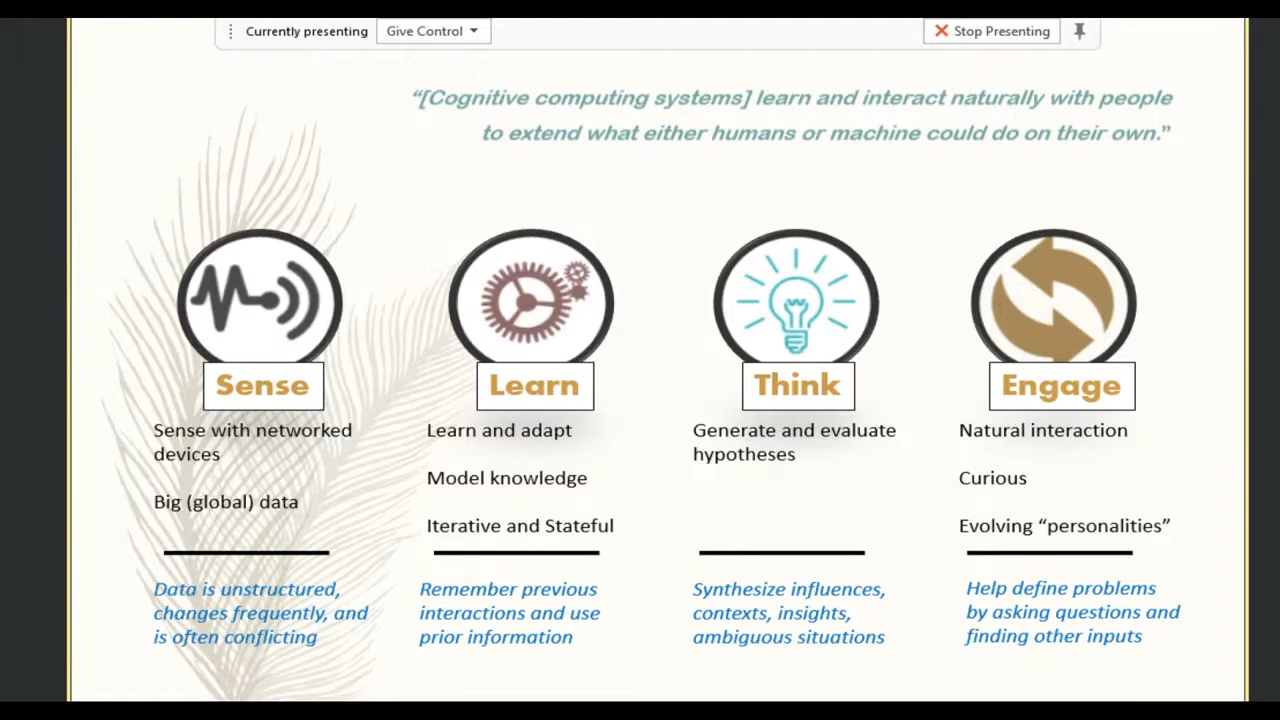 Currently presenting Give Control Stop Presenting
“[Cognitive computing systems] learn and interact naturally with people
to extend what either humans or machine could do on their own.”
Sense
Sense with networked
devices
Big (global) data
Data is unstructured,
changes frequently, and
is often conflicting
Learn
Learn and adapt
Model knowledge
Iterative and Stateful
Remember previous
interactions and use
prior information
Think
Generate and evaluate
hypotheses
Synthesize influences,
contexts, insights,
ambiguous situations
Engage
Natural interaction
Curious
Evolving “personalities”
Help define problems
by asking questions and
finding other inputs